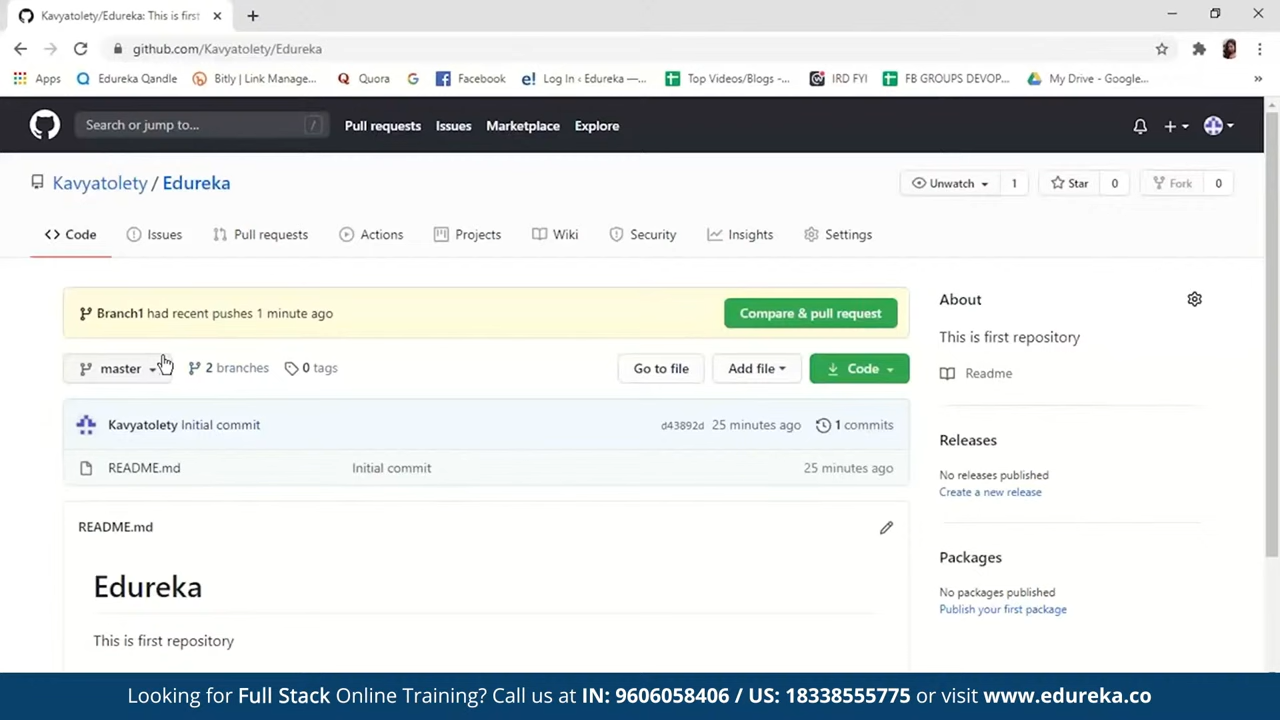 Kavyatolety/Edureka: This is first
github.com/Kavyatolety/Edureka
Apps Edureka Qandle Bitly | Link Manage... Quora Facebook Log In ‹ Edureka —... Top Videos/Blogs -... IRD FYI FB GROUPS DEVOP... My Drive - Google... »
Search or jump to... / Pull requests Issues Marketplace Explore
Kavyatolety / Edureka Unwatch 1 Star 0 Fork 0
Code Issues Pull requests Actions Projects Wiki Security Insights Settings
Branch1 had recent pushes 1 minute ago Compare & pull request
master 2 branches 0 tags Go to file Add file Code
Kavyatolety Initial commit d43892d 25 minutes ago 1 commits
README.md Initial commit 25 minutes ago
README.md
Edureka
This is first repository
About
This is first repository
Readme
Releases
No releases published
Create a new release
Packages
No packages published
Publish your first package
Looking for Full Stack Online Training? Call us at IN: 9606058406 / US: 18338555775 or visit www.edureka.co